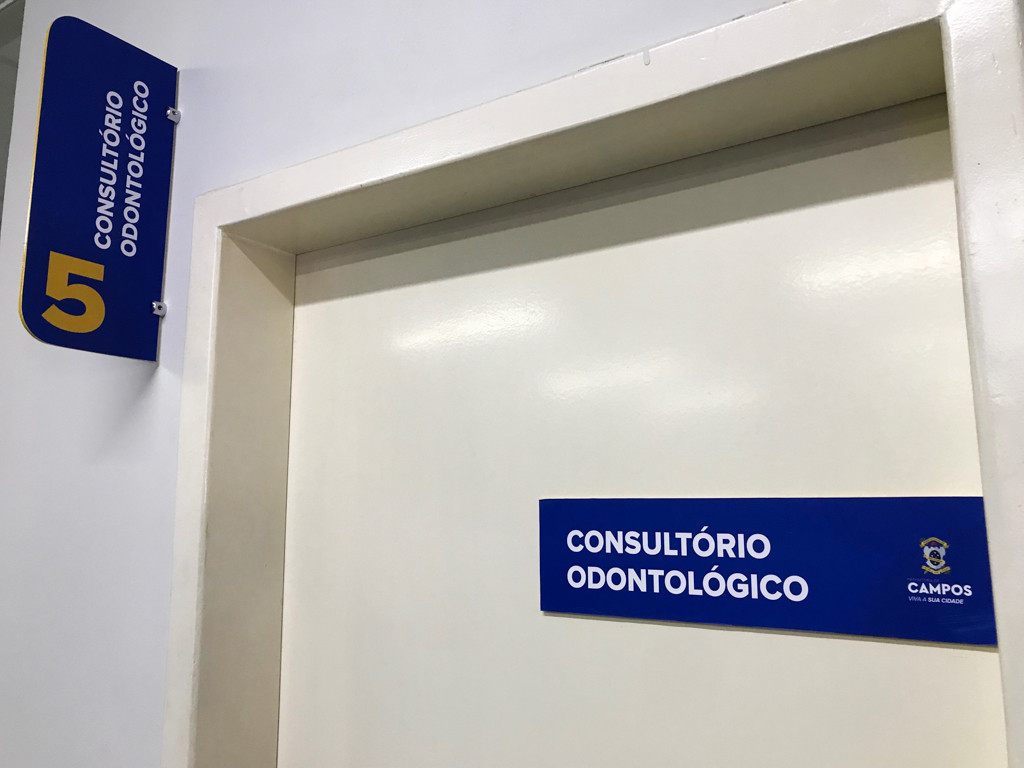 5
CONSULTÓRIO
ODONTOLÓGICO
CONSULTÓRIO
ODONTOLÓGICO
CAMPOS
VIVA A SUA CIDADE